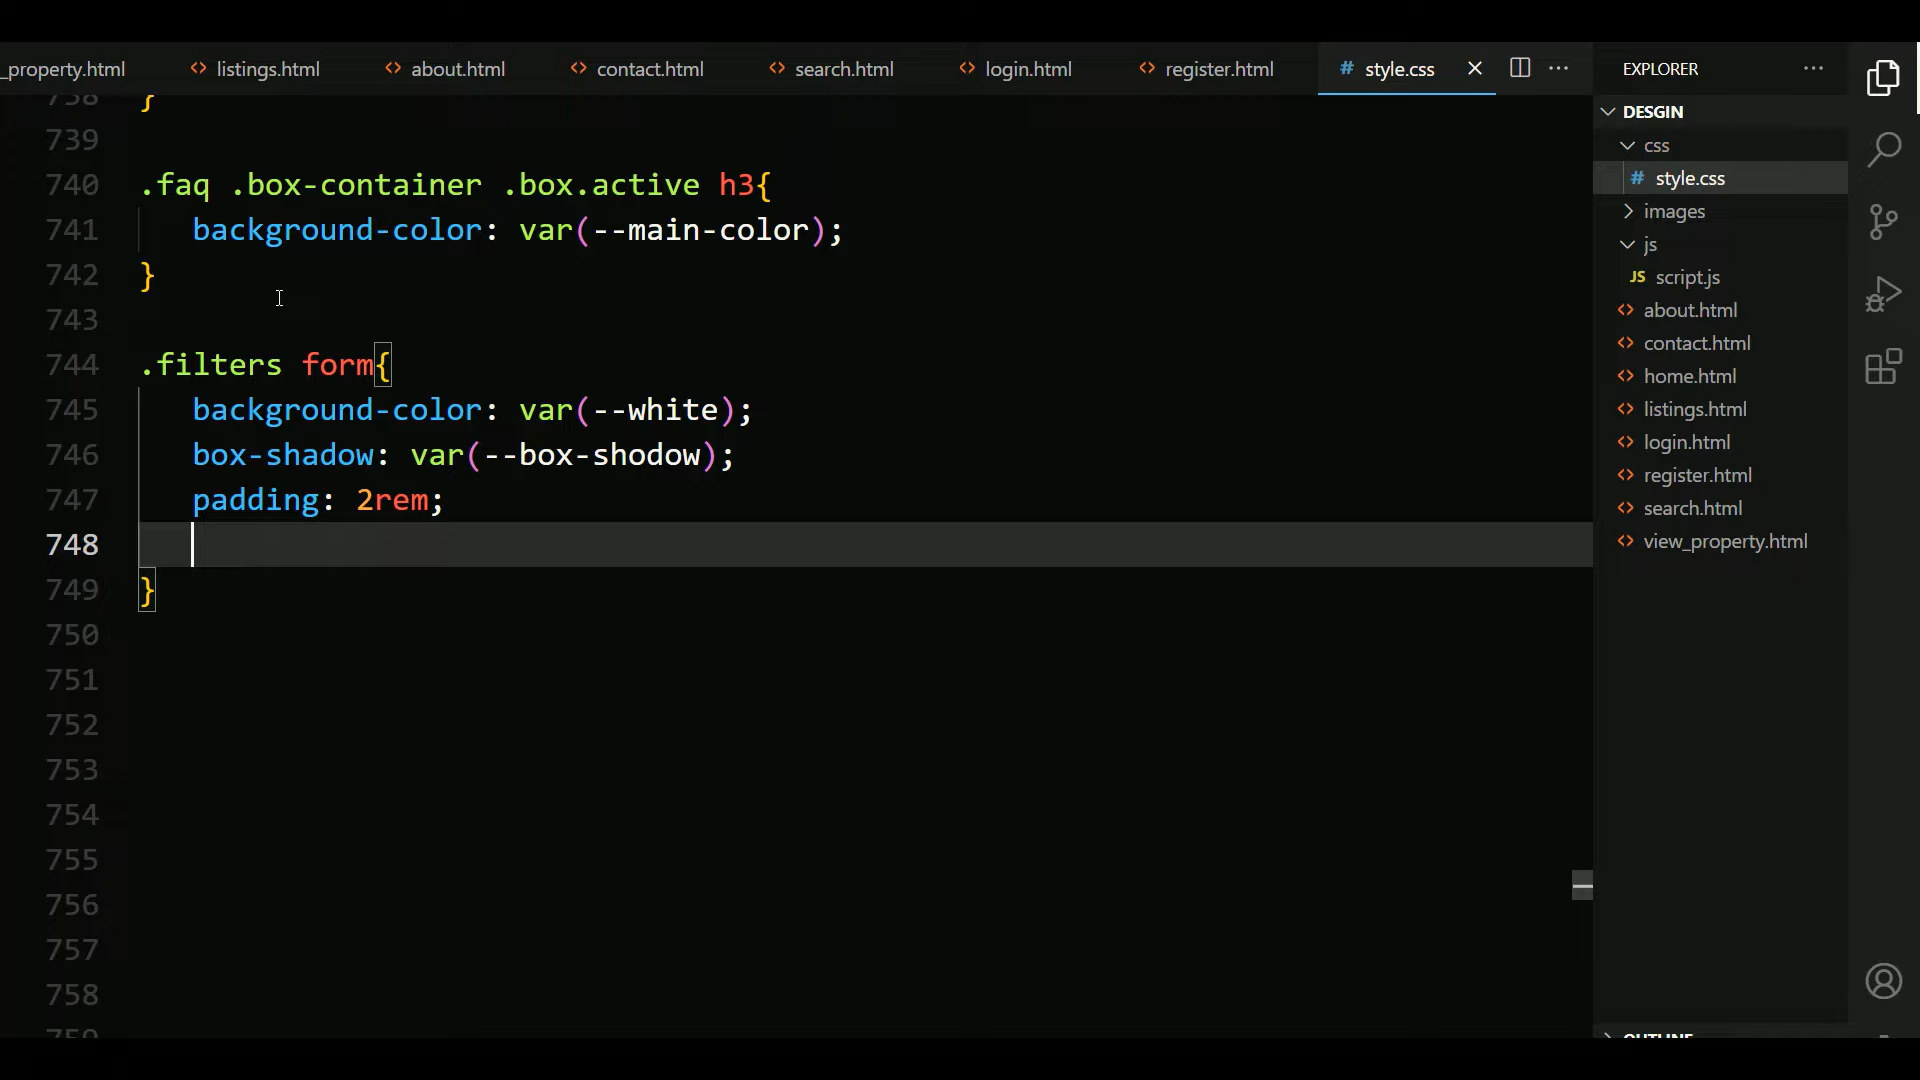 _property.html <> listings.html <> about.html <> contact.html <> search.html <> login.html <> register.html # style.css
738 }
739
740 .faq .box-container .box.active h3{
741 background-color: var(--main-color);
742 }
743
744 .filters form{
745 background-color: var(--white);
746 box-shadow: var(--box-shodow);
747 padding: 2rem;
748
749 }
750
751
752
753
754
755
756
757
758
759
EXPLORER
DESGIN
css
# style.css
images
js
JS script.js
<> about.html
<> contact.html
<> home.html
<> listings.html
<> login.html
<> register.html
<> search.html
<> view_property.html
OUTLINE